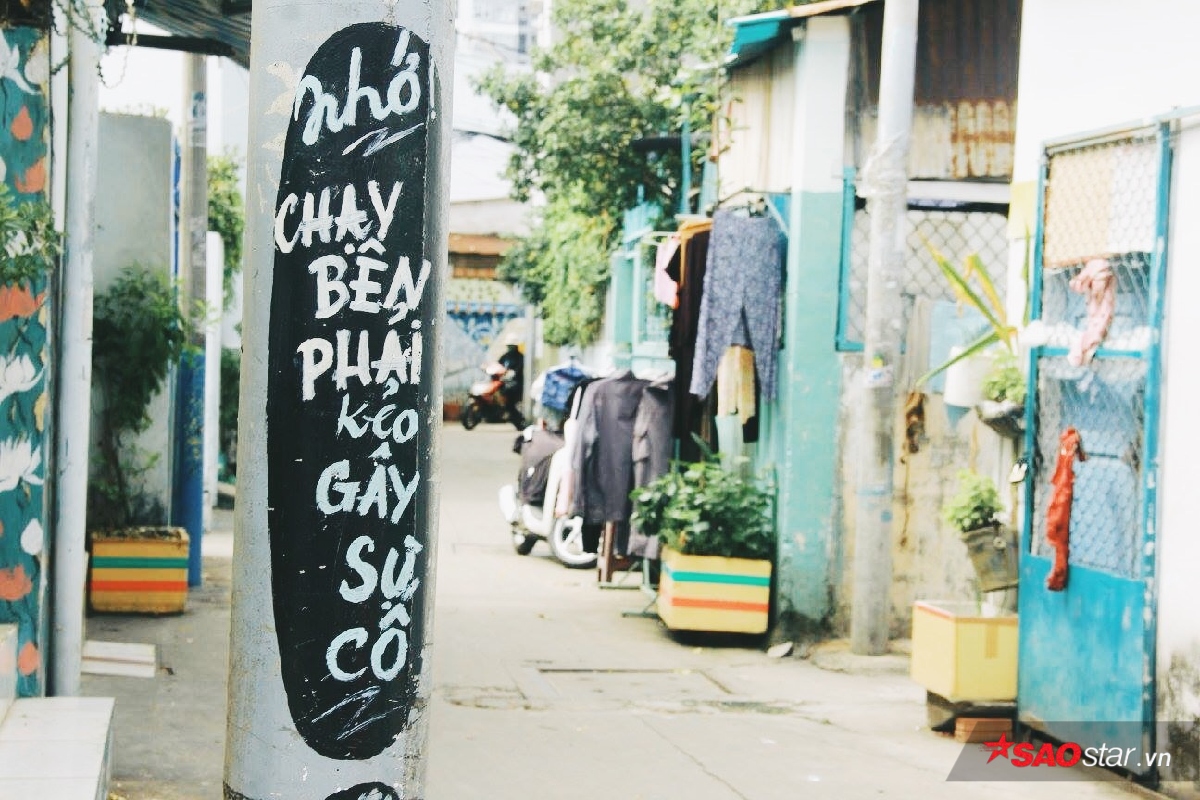 Nhớ
CHẠY
BÊN
PHẢI
kẻo
GÂY
SỰ
CỐ
SAOstar.vn